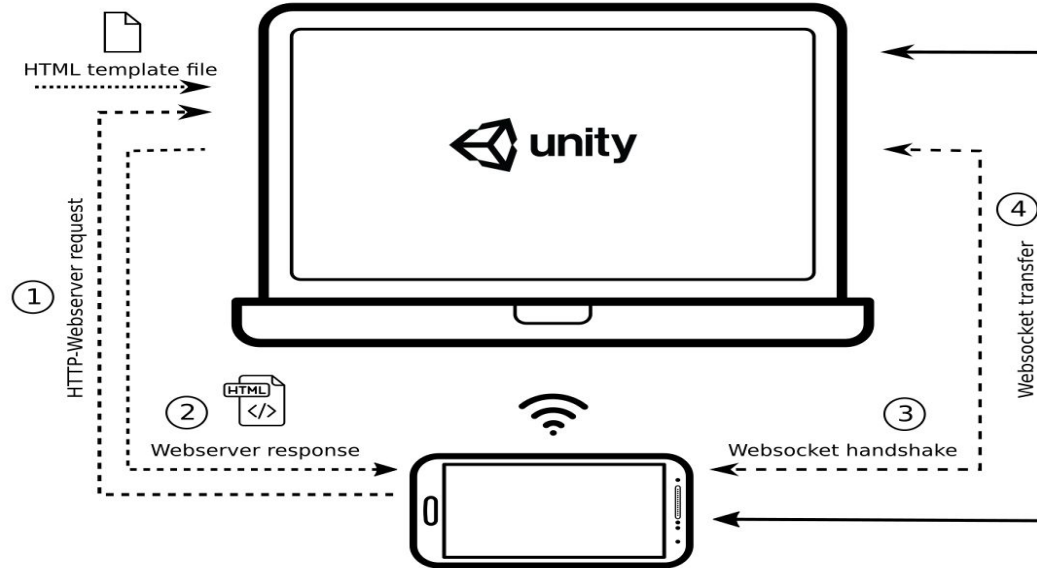 HTML template file
unity
1
HTTP-Webserver request
2
HTML
</>
Webserver response
3
Websocket handshake
4
Websocket transfer